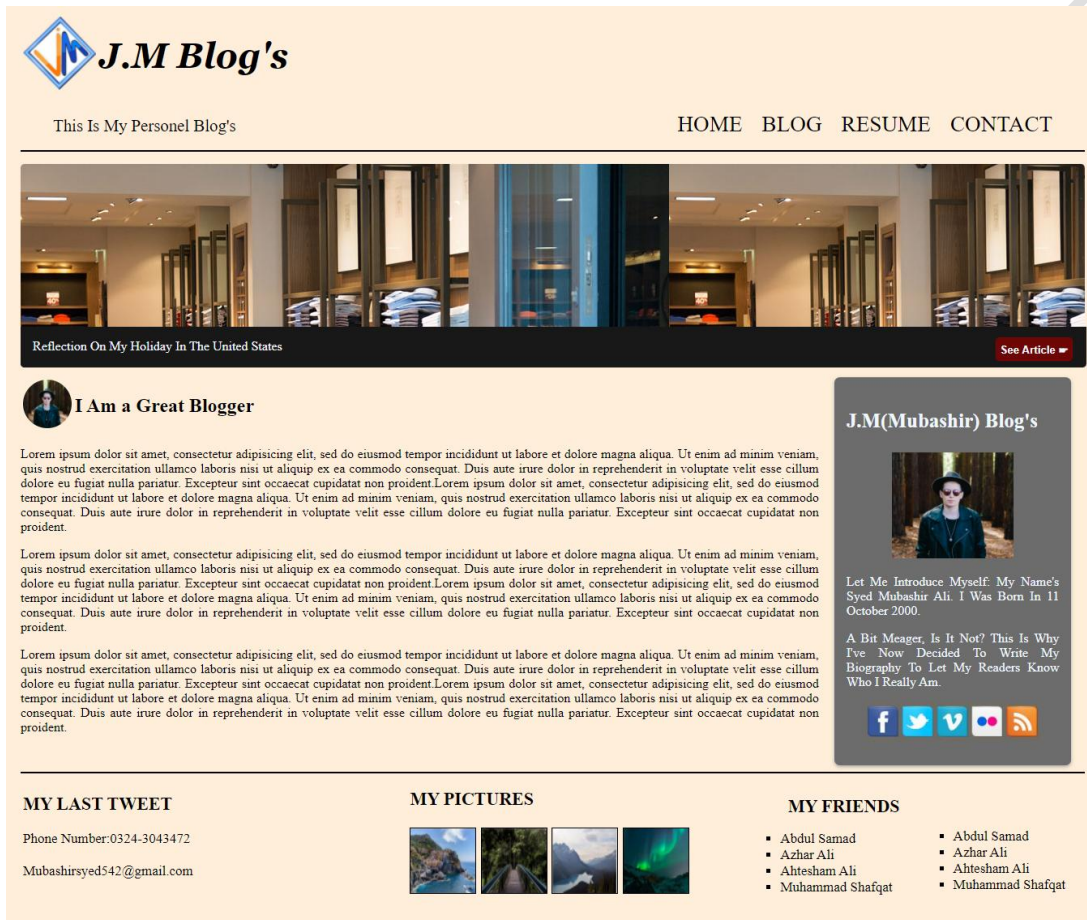 JM J.M Blog's
This Is My Personel Blog's
HOME BLOG RESUME CONTACT
40%
Reflection On My Holiday In The United States
See Article ☛
I Am a Great Blogger
Lorem ipsum dolor sit amet, consectetur adipisicing elit, sed do eiusmod tempor incididunt ut labore et dolore magna aliqua. Ut enim ad minim veniam,
quis nostrud exercitation ullamco laboris nisi ut aliquip ex ea commodo consequat. Duis aute irure dolor in reprehenderit in voluptate velit esse cillum
dolore eu fugiat nulla pariatur. Excepteur sint occaecat cupidatat non proident.Lorem ipsum dolor sit amet, consectetur adipisicing elit, sed do eiusmod
tempor incididunt ut labore et dolore magna aliqua. Ut enim ad minim veniam, quis nostrud exercitation ullamco laboris nisi ut aliquip ex ea commodo
consequat. Duis aute irure dolor in reprehenderit in voluptate velit esse cillum dolore eu fugiat nulla pariatur. Excepteur sint occaecat cupidatat non
proident.
Lorem ipsum dolor sit amet, consectetur adipisicing elit, sed do eiusmod tempor incididunt ut labore et dolore magna aliqua. Ut enim ad minim veniam,
quis nostrud exercitation ullamco laboris nisi ut aliquip ex ea commodo consequat. Duis aute irure dolor in reprehenderit in voluptate velit esse cillum
dolore eu fugiat nulla pariatur. Excepteur sint occaecat cupidatat non proident.Lorem ipsum dolor sit amet, consectetur adipisicing elit, sed do eiusmod
tempor incididunt ut labore et dolore magna aliqua. Ut enim ad minim veniam, quis nostrud exercitation ullamco laboris nisi ut aliquip ex ea commodo
consequat. Duis aute irure dolor in reprehenderit in voluptate velit esse cillum dolore eu fugiat nulla pariatur. Excepteur sint occaecat cupidatat non
proident.
Lorem ipsum dolor sit amet, consectetur adipisicing elit, sed do eiusmod tempor incididunt ut labore et dolore magna aliqua. Ut enim ad minim veniam,
quis nostrud exercitation ullamco laboris nisi ut aliquip ex ea commodo consequat. Duis aute irure dolor in reprehenderit in voluptate velit esse cillum
dolore eu fugiat nulla pariatur. Excepteur sint occaecat cupidatat non proident.Lorem ipsum dolor sit amet, consectetur adipisicing elit, sed do eiusmod
tempor incididunt ut labore et dolore magna aliqua. Ut enim ad minim veniam, quis nostrud exercitation ullamco laboris nisi ut aliquip ex ea commodo
consequat. Duis aute irure dolor in reprehenderit in voluptate velit esse cillum dolore eu fugiat nulla pariatur. Excepteur sint occaecat cupidatat non
proident.
J.M(Mubashir) Blog's
Let Me Introduce Myself: My Name's
Syed Mubashir Ali. I Was Born In 11
October 2000.
A Bit Meager, Is It Not? This Is Why
I've Now Decided To Write My
Biography To Let My Readers Know
Who I Really Am.
MY LAST TWEET
Phone Number:0324-3043472
Mubashirsyed542@gmail.com
MY PICTURES
MY FRIENDS
Abdul Samad
Azhar Ali
Ahtesham Ali
Muhammad Shafqat
Abdul Samad
Azhar Ali
Ahtesham Ali
Muhammad Shafqat